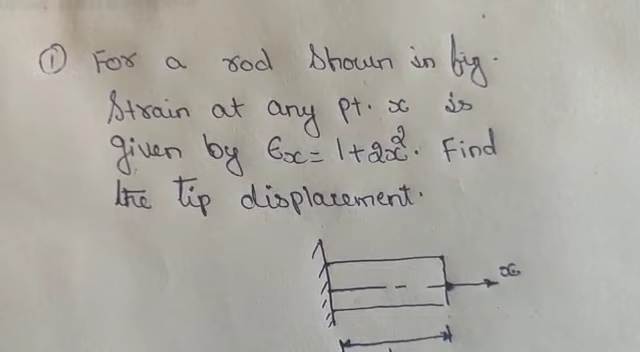 ① For a rod shown in fig.
Strain at any pt. x is
given by Ex = 1+2x². Find
the tip displacement.
x